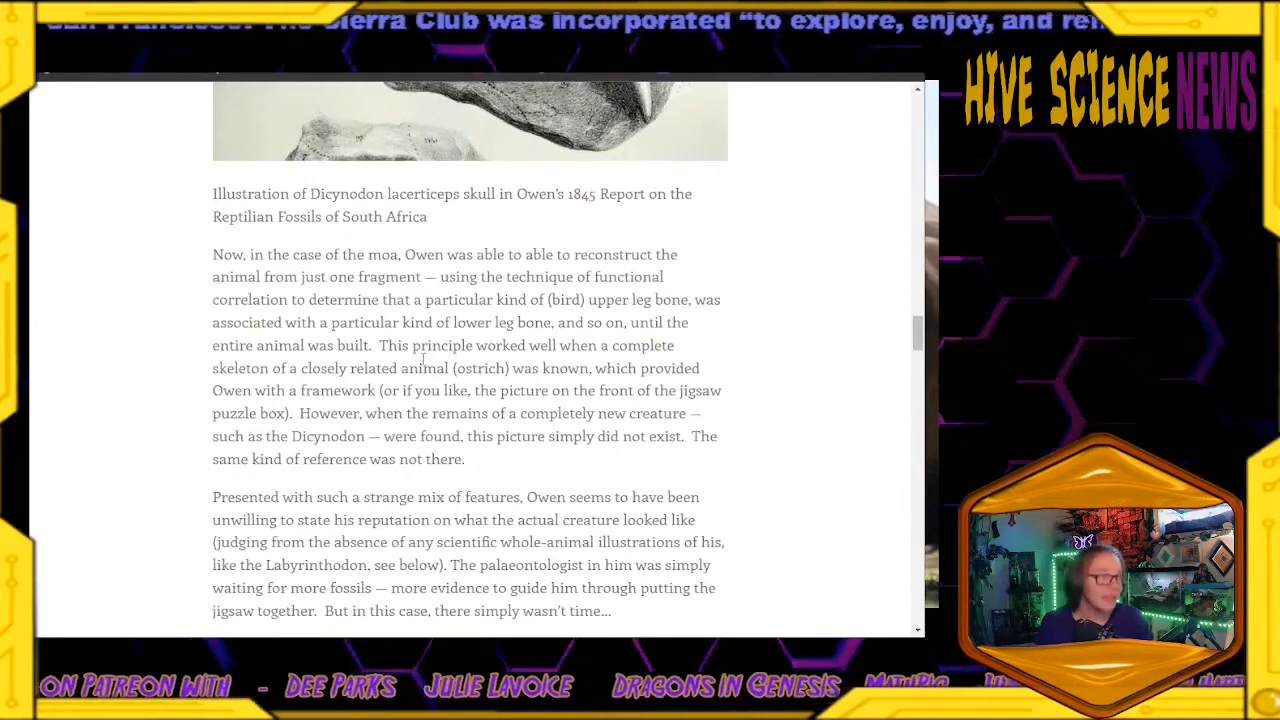 San Francisco. The Sierra Club was incorporated “to explore, enjoy, and ren
HIVE SCIENCE NEWS
Illustration of Dicynodon lacerticeps skull in Owen’s 1845 Report on the
Reptilian Fossils of South Africa
Now, in the case of the moa, Owen was able to able to reconstruct the
animal from just one fragment — using the technique of functional
correlation to determine that a particular kind of (bird) upper leg bone, was
associated with a particular kind of lower leg bone, and so on, until the
entire animal was built.  This principle worked well when a complete
skeleton of a closely related animal (ostrich) was known, which provided
Owen with a framework (or if you like, the picture on the front of the jigsaw
puzzle box).  However, when the remains of a completely new creature —
such as the Dicynodon — were found, this picture simply did not exist.  The
same kind of reference was not there.
Presented with such a strange mix of features, Owen seems to have been
unwilling to state his reputation on what the actual creature looked like
(judging from the absence of any scientific whole-animal illustrations of his,
like the Labyrinthodon, see below). The palaeontologist in him was simply
waiting for more fossils — more evidence to guide him through putting the
jigsaw together.  But in this case, there simply wasn’t time...
ON PATREON WITH - DEE PARKS JULIE LAVOKE DRAGONS IN GENESIS